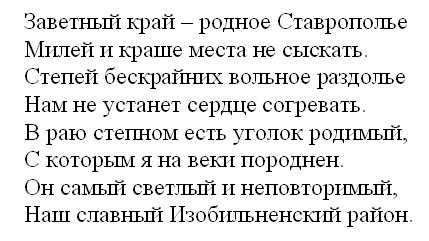 Заветный край – родное Ставрополье
Милей и краше места не сыскать.
Степей бескрайних вольное раздолье
Нам не устанет сердце согревать.
В раю степном есть уголок родимый,
С которым я на веки породнен.
Он самый светлый и неповторимый,
Наш славный Изобильненский район.